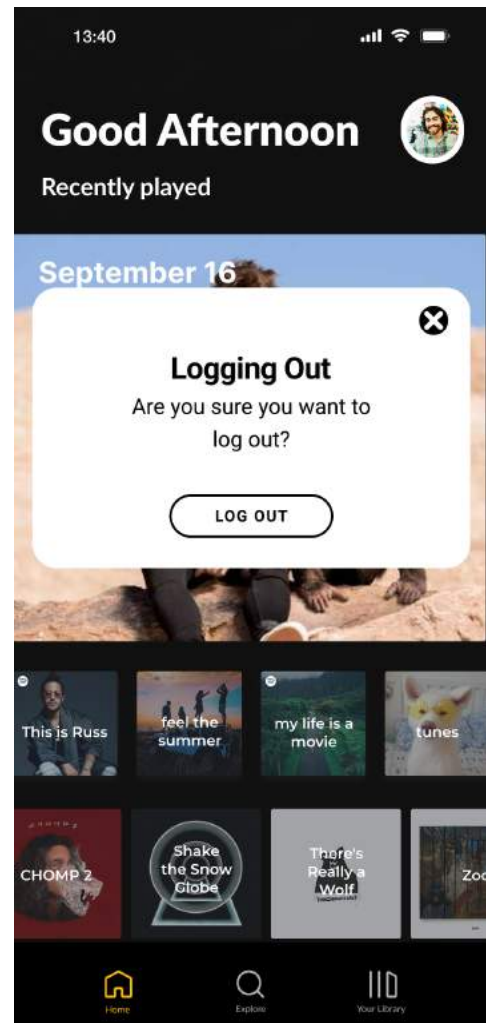 13:40
Good Afternoon
Recently played
September 16
Logging Out
Are you sure you want to
log out?
LOG OUT
This is Russ
feel the
summer
my life is a
movie
tunes
CHOMP 2
Shake
the Snow
Globe
There's
Really a
Wolf
Zoo
Home
Explore
Your Library